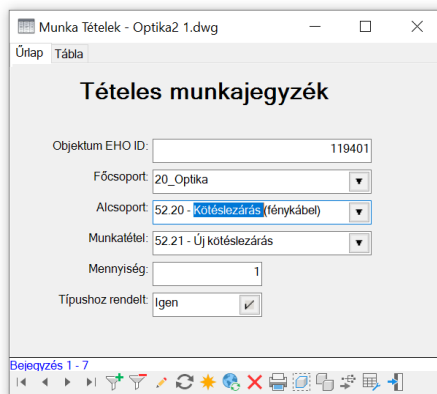 Munka Tételek - Optika2 1.dwg
Űrlap Tábla
Tételes munkajegyzék
Objektum EHO ID: 119401
Főcsoport: 20_Optika
Alcsoport: 52.20 - Kötéslezárás (fénykábel)
Munkatétel: 52.21 - Új kötéslezárás
Mennyiség: 1
Típushoz rendelt: Igen
Bejegyzés 1 - 7